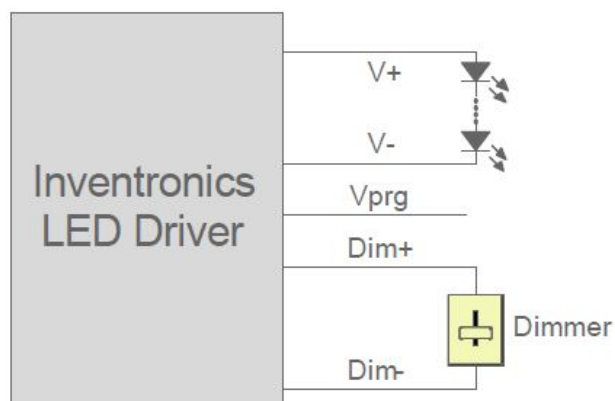 Inventronics
LED Driver
V+
V-
Vprg
Dim+
Dimmer
Dim-